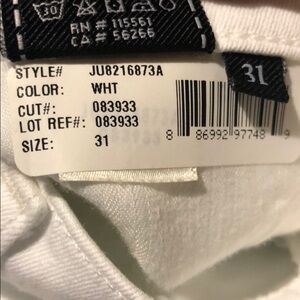 30
RN # 115561
CA # 56266
31
STYLE# JU8216873A
COLOR: WHT
CUT#: 083933
LOT REF#: 083933
SIZE: 31
8 86992 97748 9